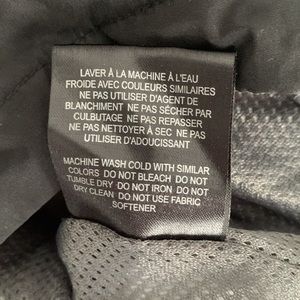 LAVER À LA MACHINE À L'EAU
FROIDE AVEC COULEURS SIMILAIRES
NE PAS UTILISER D'AGENT DE
BLANCHIMENT NE PAS SÉCHER PAR
CULBUTAGE NE PAS REPASSER
NE PAS NETTOYER À SEC NE PAS
UTILISER D'ADOUCISSANT
MACHINE WASH COLD WITH SIMILAR
COLORS DO NOT BLEACH DO NOT
TUMBLE DRY DO NOT IRON DO NOT
DRY CLEAN DO NOT USE FABRIC
SOFTENER